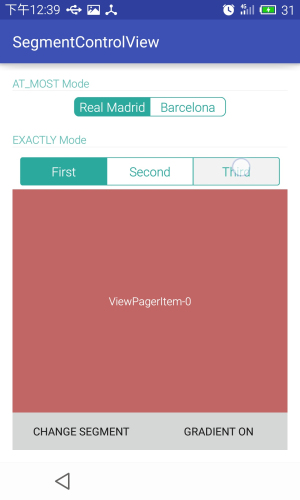 下午12:39 31
SegmentControlView
AT_MOST Mode
Real Madrid Barcelona
EXACTLY Mode
First Second Third
ViewPagerItem-0
CHANGE SEGMENT GRADIENT ON